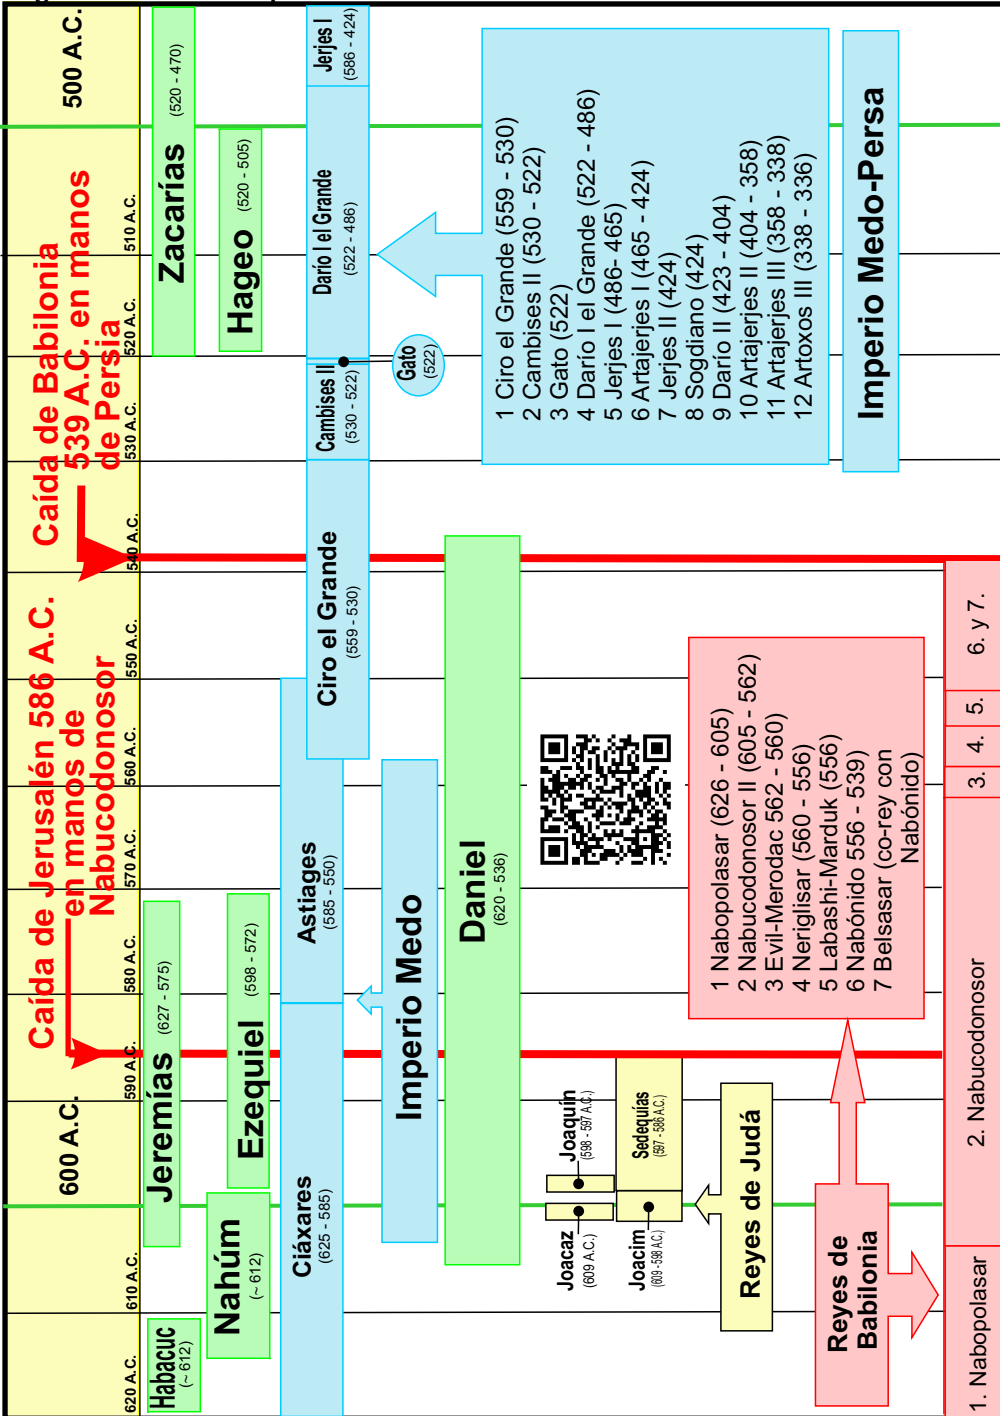 620 A.C.
610 A.C.
600 A.C.
590 A.C.
580 A.C.
570 A.C.
560 A.C.
550 A.C.
540 A.C.
530 A.C.
520 A.C.
510 A.C.
500 A.C.
Caída de Jerusalén 586 A.C.
en manos de
Nabucodonosor
Caída de Babilonia
539 A.C. en manos
de Persia
Habacuc
(~ 612)
Jeremías (627 - 575)
Zacarías (520 - 470)
Nahúm
(~ 612)
Ezequiel (598 - 572)
Hageo (520 - 505)
Ciáxares
(625 - 585)
Astiages
(585 - 550)
Ciro el Grande
(559 - 530)
Cambises II
(530 - 522)
Darío I el Grande
(522 - 486)
Jerjes I
(586 - 424)
Gato
(522)
Imperio Medo
Daniel
(620 - 536)
1 Ciro el Grande (559 - 530)
2 Cambises II (530 - 522)
3 Gato (522)
4 Darío I el Grande (522 - 486)
5 Jerjes I (486- 465)
6 Artajerjes I (465 - 424)
7 Jerjes II (424)
8 Sogdiano (424)
9 Darío II (423 - 404)
10 Artajerjes II (404 - 358)
11 Artajerjes III (358 - 338)
12 Artoxos III (338 - 336)
Imperio Medo-Persa
Joacaz
(609 A.C.)
Joaquín
(598 - 597 A.C.)
Joacim
(609 -598 A.C.)
Sedequías
(597 - 586 A.C.)
Reyes de Judá
Reyes de
Babilonia
1 Nabopolasar (626 - 605)
2 Nabucodonosor II (605 - 562)
3 Evil-Merodac 562 - 560)
4 Neriglisar (560 - 556)
5 Labashi-Marduk (556)
6 Nabónido 556 - 539)
7 Belsasar (co-rey con
Nabónido)
1. Nabopolasar
2. Nabucodonosor
3.
4.
5.
6. y 7.